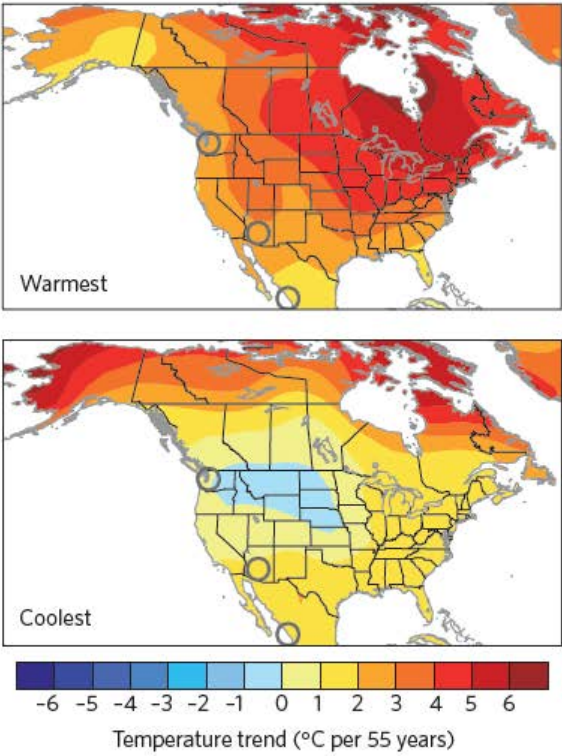 Warmest
Coolest
–6 –5 –4 –3 –2 –1 0 1 2 3 4 5 6
Temperature trend (°C per 55 years)